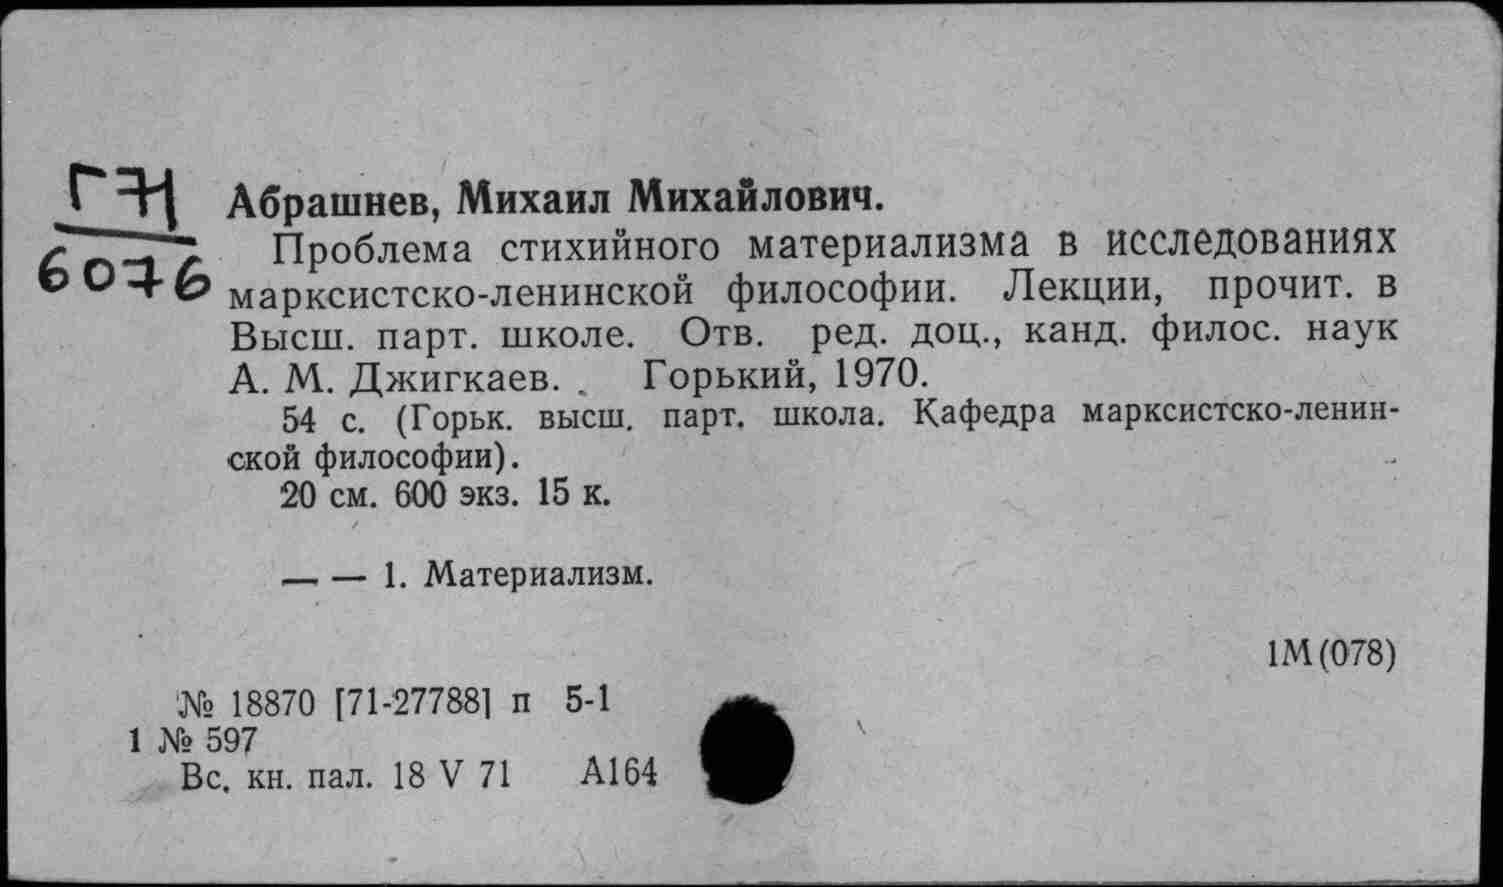 Абрашнев, Михаил Михайлович.
Проблема стихийного материализма в исследованиях
6076
марксистско-ленинской философии. Лекции, прочит. в
Высш. парт. школе. Отв. ред. доц., канд. филос. наук
А. М. Джигкаев. . Горький, 1970.
54 с. (Горьк. высш. парт. школа. Кафедра марксистско-ленин-
ской философии).
20 см. 600 экз. 15 к.
— — 1. Материализм.
1М(078)
№ 18870 [71-27788] п 5-1
1 № 597
Вс. кн. пал. 18 V 71 А164